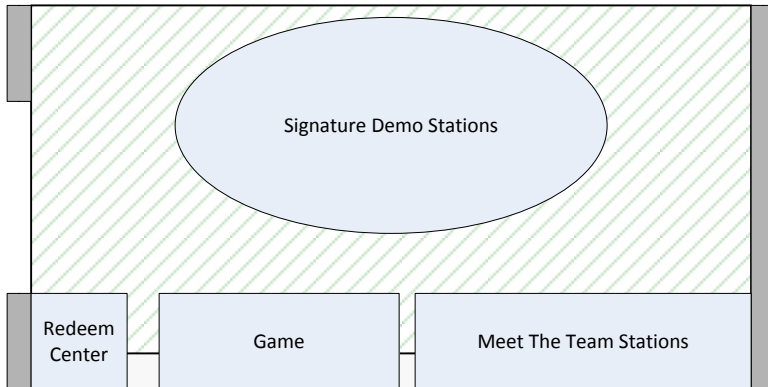 Signature Demo Stations
Redeem
Center
Game
Meet The Team Stations